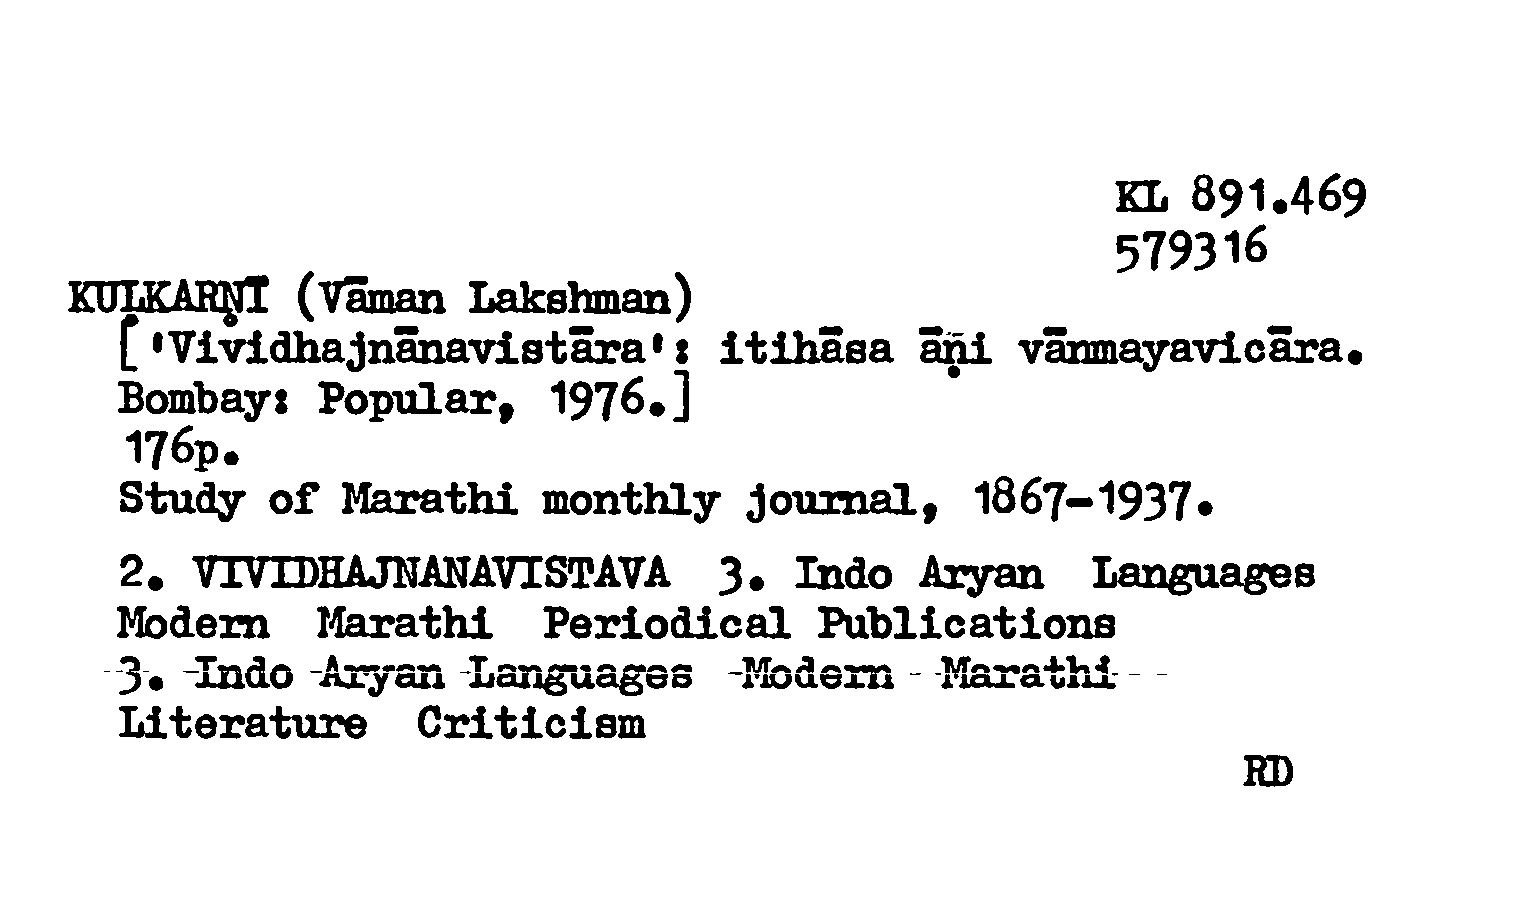 KL 891.469
579316
KUḶKARṆĪ (Vāman Lakshman)
['Vividhajnānavistāra': itihāsa āṇi vānmayavicāra.
Bombay: Popular, 1976.]
176p.
Study of Marathi monthly journal, 1867-1937.
2. VIVIDHAJNANAVISTAVA 3. Indo Aryan Languages
Modern Marathi Periodical Publications
3. Indo Aryan Languages Modern Marathi
Literature Criticism
RD